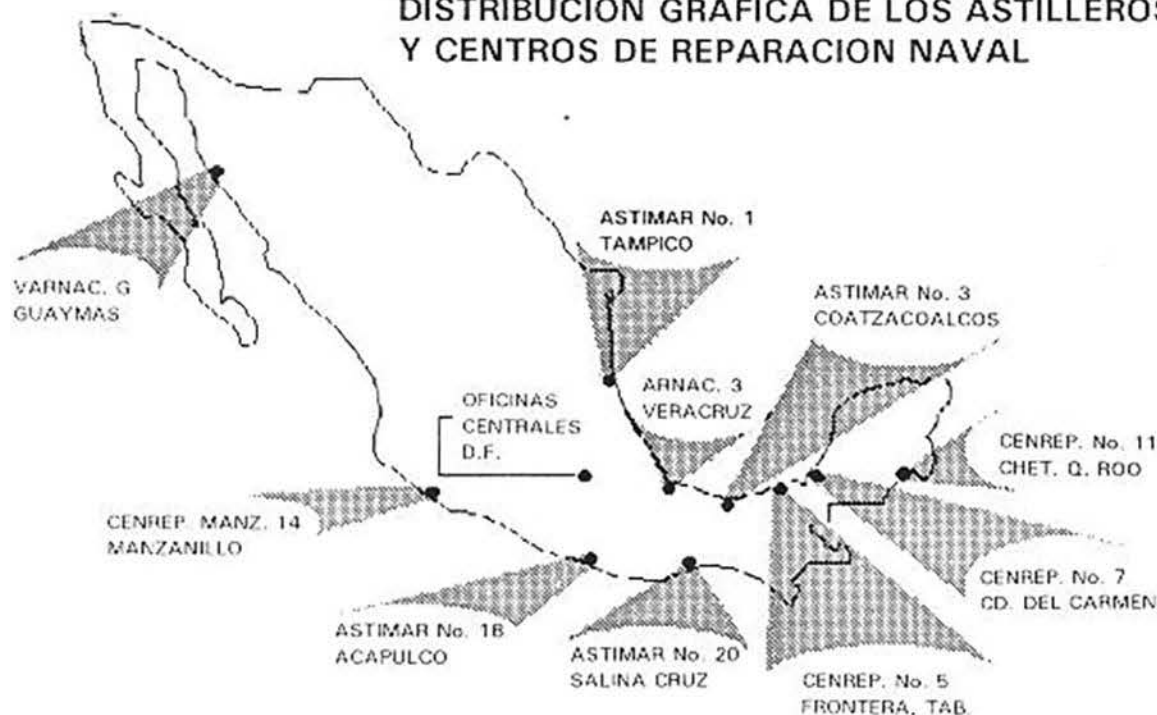 DISTRIBUCION GRAFICA DE LOS ASTILLEROS
Y CENTROS DE REPARACION NAVAL
ASTIMAR No. 1
TAMPICO
VARNAC. G
GUAYMAS
ASTIMAR No. 3
COATZACOALCOS
ARNAC. 3
VERACRUZ
OFICINAS
CENTRALES
D.F.
CENREP. No. 11
CHET. Q. ROO
CENREP. MANZ. 14
MANZANILLO
CENREP. No. 7
CD. DEL CARMEN
ASTIMAR No. 18
ACAPULCO
ASTIMAR No. 20
SALINA CRUZ
CENREP. No. 5
FRONTERA, TAB.